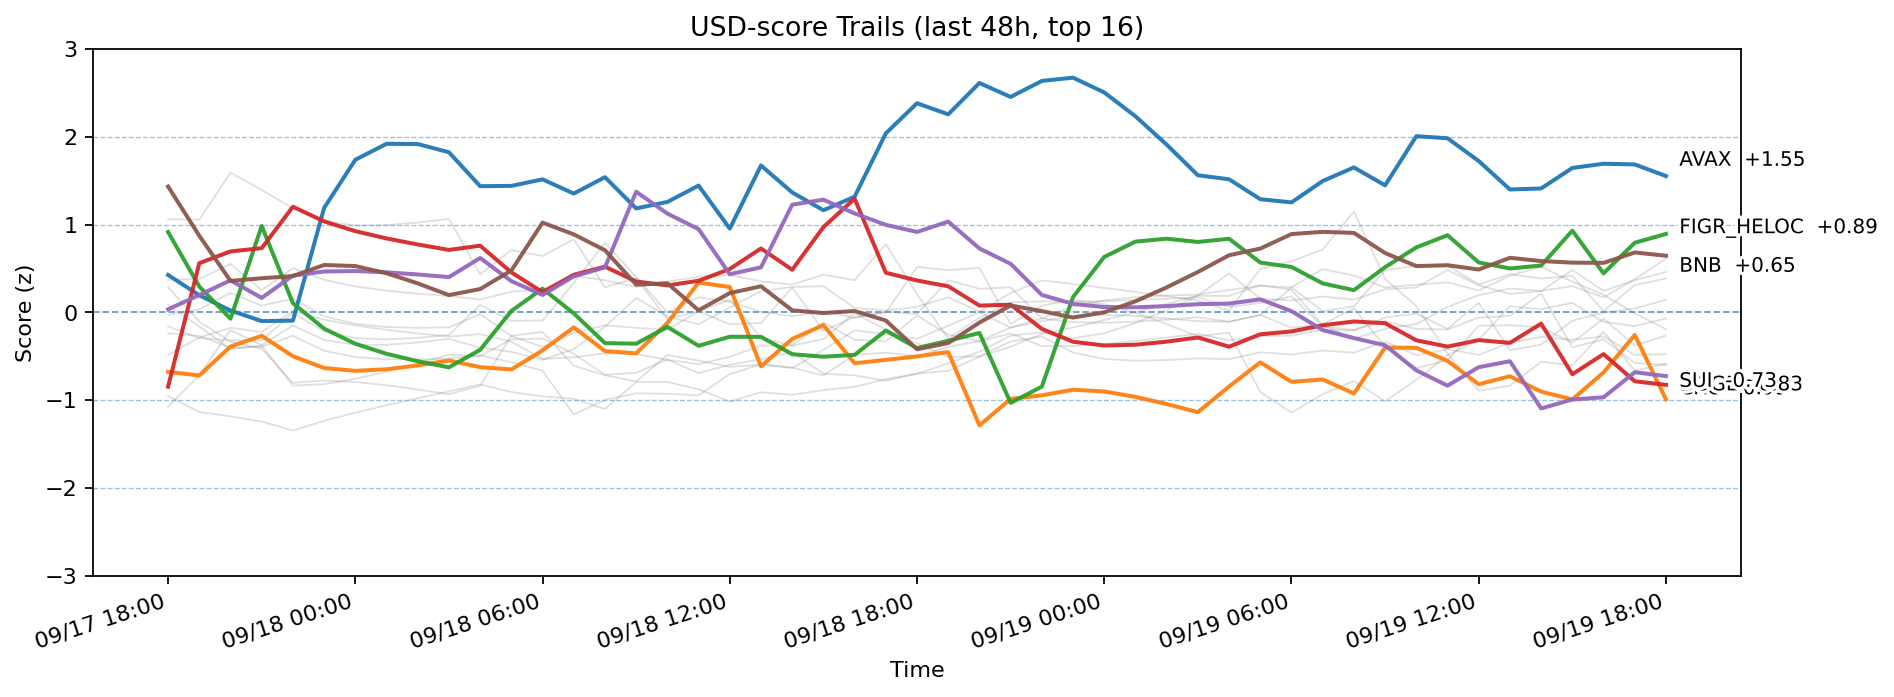 USD-score Trails (last 48h, top 16)
Score (z)
3
2
1
0
−1
−2
−3
AVAX +1.55
FIGR_HELOC +0.89
BNB +0.65
SUI −0.73
09/17 18:00
09/18 00:00
09/18 06:00
09/18 12:00
09/18 18:00
09/19 00:00
09/19 06:00
09/19 12:00
09/19 18:00
Time